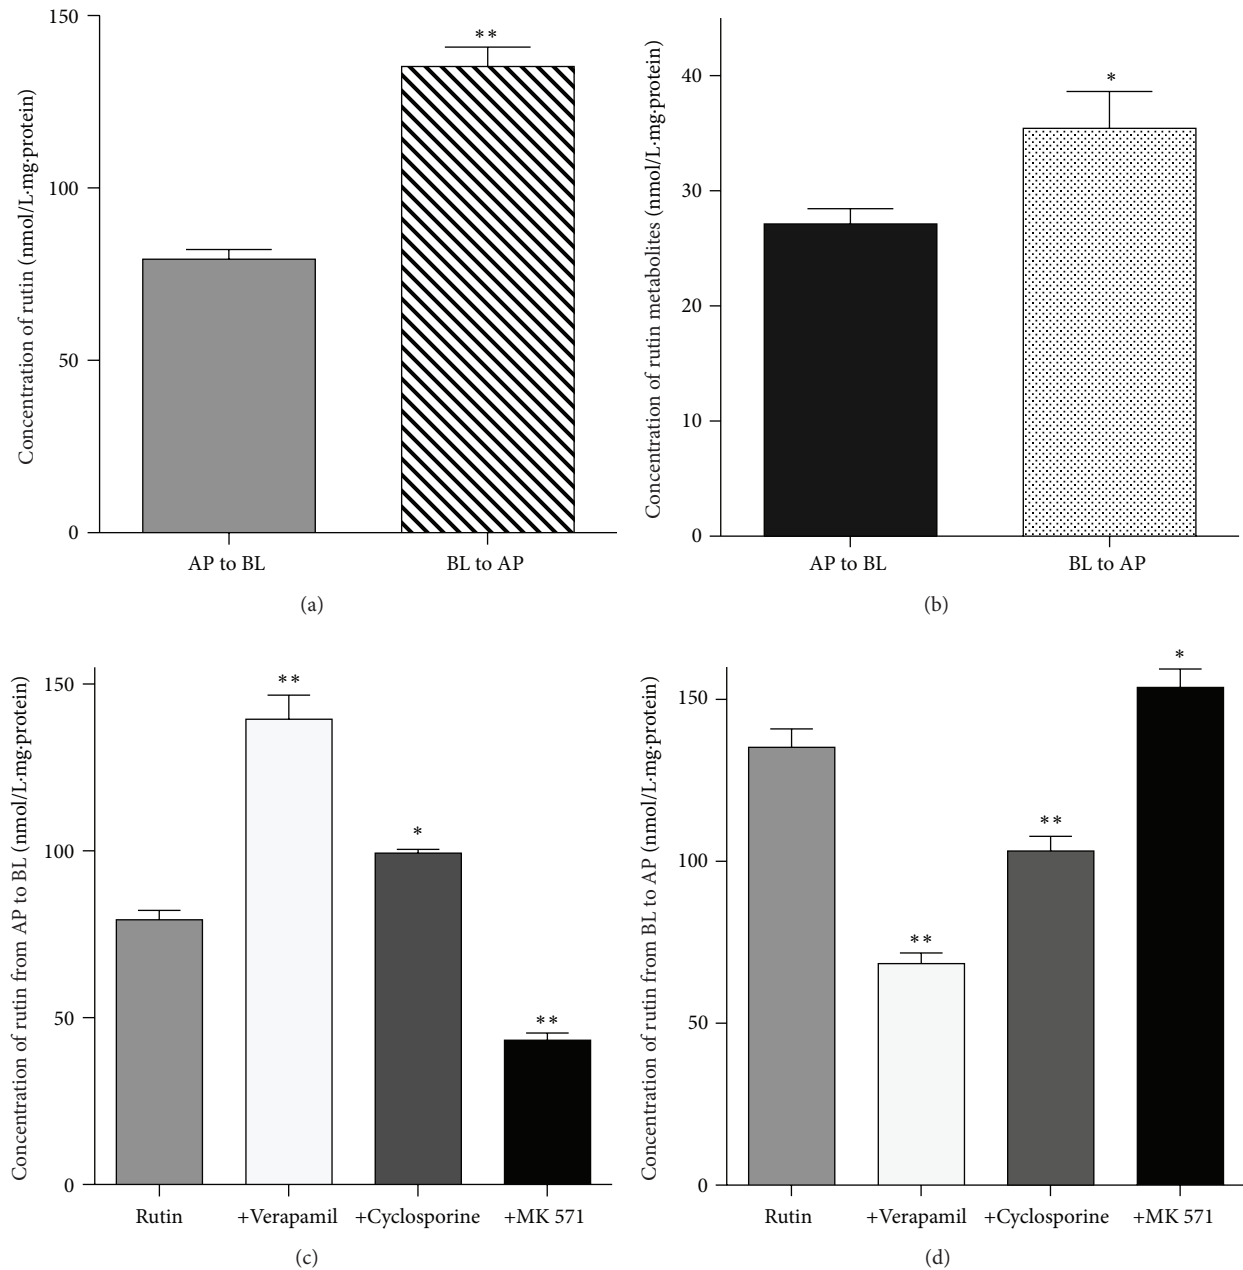 Concentration of rutin (nmol/L·mg·protein)
150
100
50
0
**
AP to BL
BL to AP
(a)
Concentration of rutin metabolites (nmol/L·mg·protein)
40
30
20
10
0
*
AP to BL
BL to AP
(b)
Concentration of rutin from AP to BL (nmol/L·mg·protein)
150
100
50
0
**
*
**
Rutin
+Verapamil
+Cyclosporine
+MK 571
(c)
Concentration of rutin from BL to AP (nmol/L·mg·protein)
150
100
50
0
**
**
*
Rutin
+Verapamil
+Cyclosporine
+MK 571
(d)